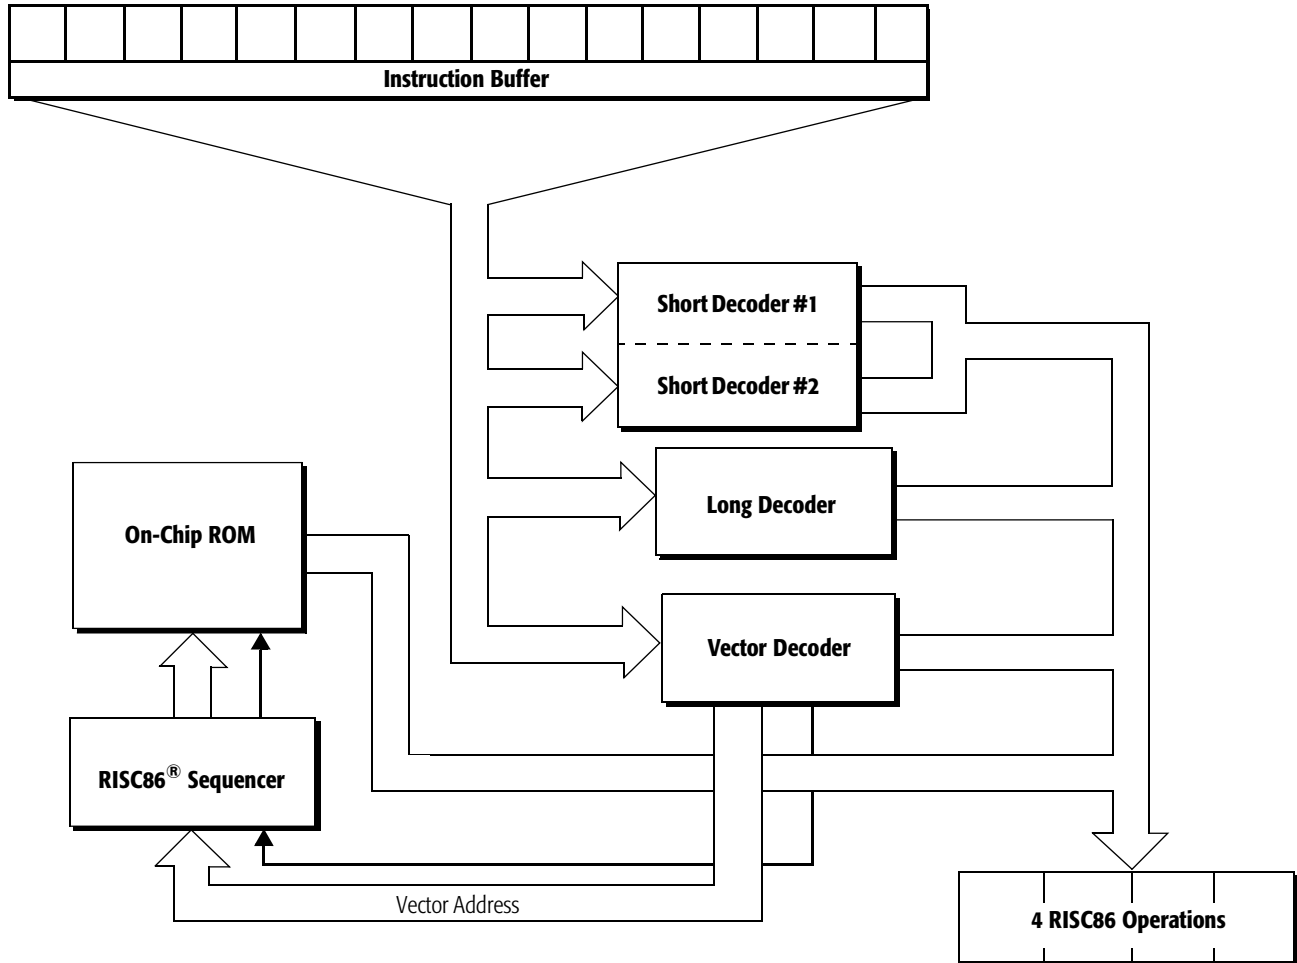 Instruction Buffer
Short Decoder #1
Short Decoder #2
Long Decoder
On-Chip ROM
Vector Decoder
RISC86® Sequencer
Vector Address
4 RISC86 Operations